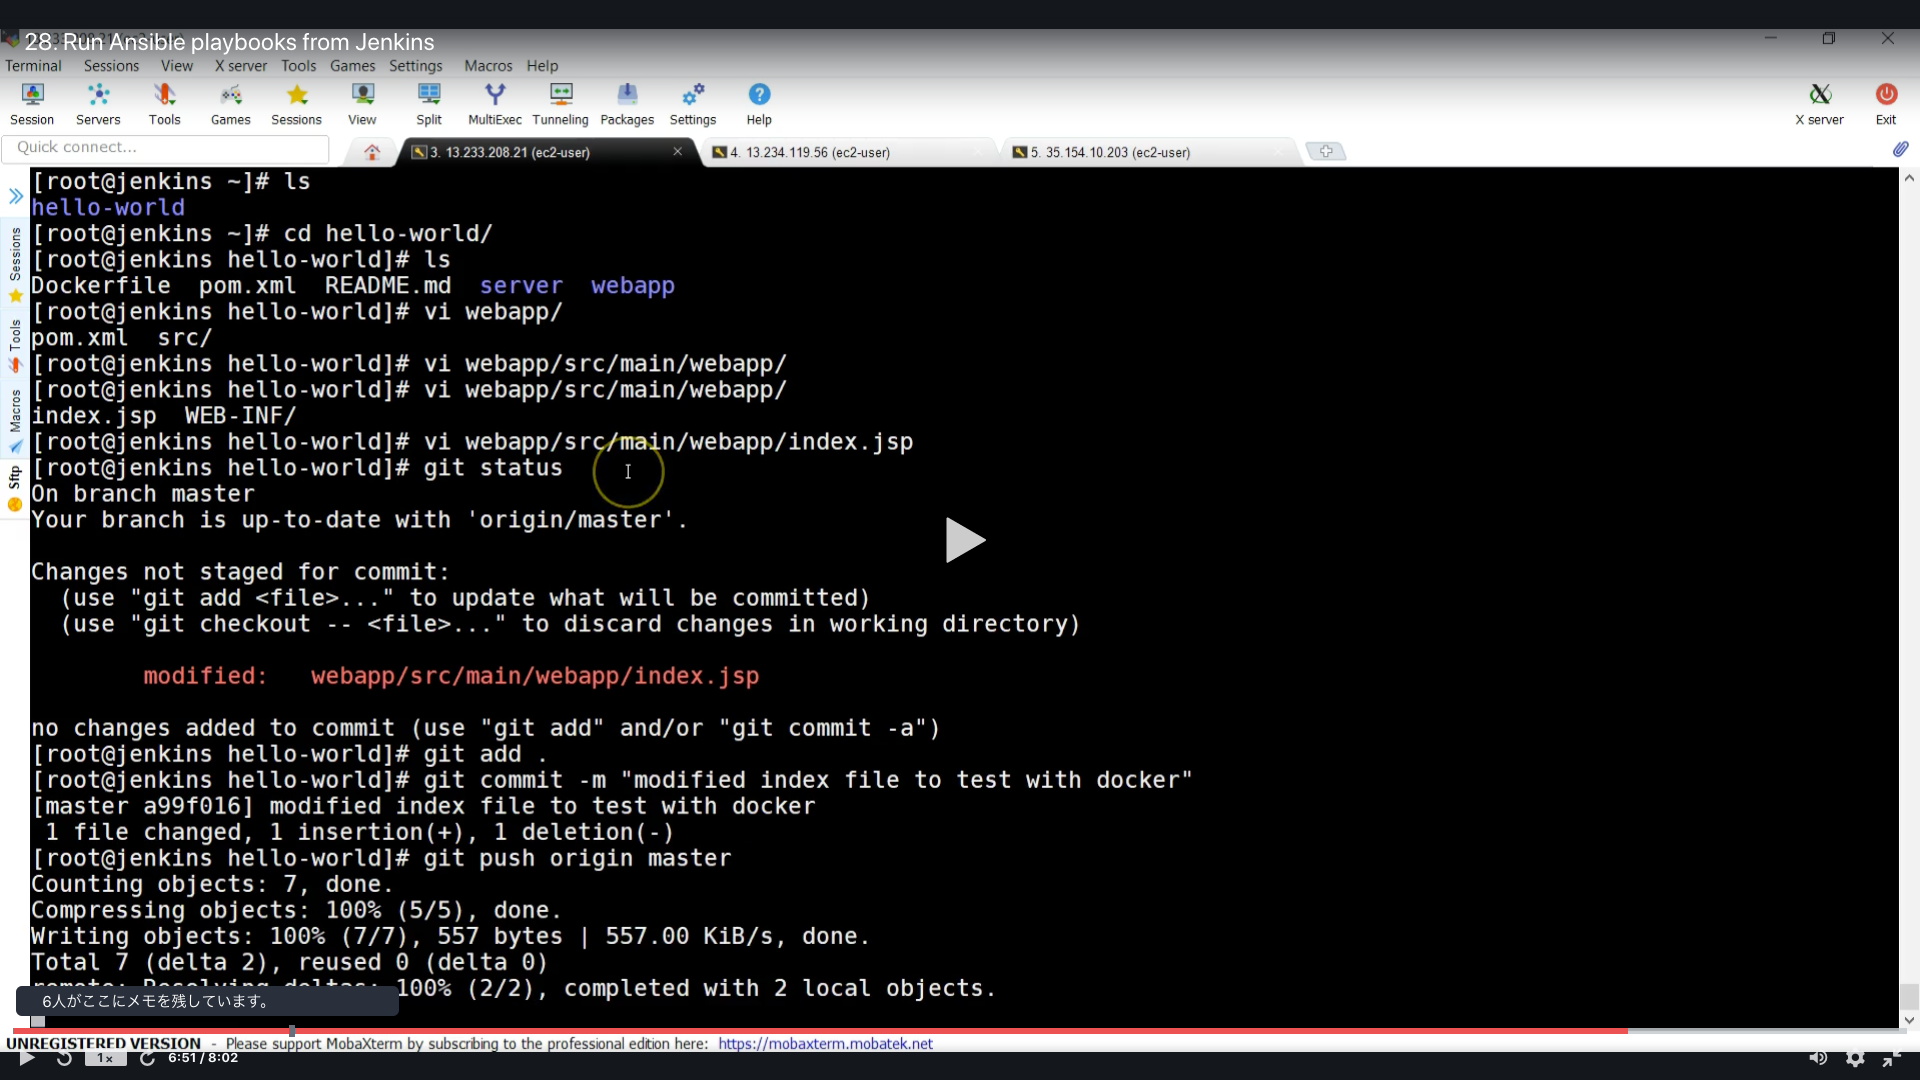 28. Run Ansible playbooks from Jenkins
Terminal Sessions View X server Tools Games Settings Macros Help
Session Servers Tools Games Sessions View Split MultiExec Tunneling Packages Settings Help X server Exit
Quick connect...
3. 13.233.208.21 (ec2-user)
4. 13.234.119.56 (ec2-user)
5. 35.154.10.203 (ec2-user)
Sessions
Tools
Macros
Sftp
[root@jenkins ~]# ls
hello-world
[root@jenkins ~]# cd hello-world/
[root@jenkins hello-world]# ls
Dockerfile  pom.xml  README.md  server  webapp
[root@jenkins hello-world]# vi webapp/
pom.xml  src/
[root@jenkins hello-world]# vi webapp/src/main/webapp/
[root@jenkins hello-world]# vi webapp/src/main/webapp/
index.jsp  WEB-INF/
[root@jenkins hello-world]# vi webapp/src/main/webapp/index.jsp
[root@jenkins hello-world]# git status
On branch master
Your branch is up-to-date with 'origin/master'.
Changes not staged for commit:
  (use "git add <file>..." to update what will be committed)
  (use "git checkout -- <file>..." to discard changes in working directory)
        modified:   webapp/src/main/webapp/index.jsp
no changes added to commit (use "git add" and/or "git commit -a")
[root@jenkins hello-world]# git add .
[root@jenkins hello-world]# git commit -m "modified index file to test with docker"
[master a99f016] modified index file to test with docker
 1 file changed, 1 insertion(+), 1 deletion(-)
[root@jenkins hello-world]# git push origin master
Counting objects: 7, done.
Compressing objects: 100% (5/5), done.
Writing objects: 100% (7/7), 557 bytes | 557.00 KiB/s, done.
Total 7 (delta 2), reused 0 (delta 0)
remote: Resolving deltas: 100% (2/2), completed with 2 local objects.
6人がここにメモを残しています。
UNREGISTERED VERSION - Please support MobaXterm by subscribing to the professional edition here: https://mobaxterm.mobatek.net
1x 6:51 / 8:02